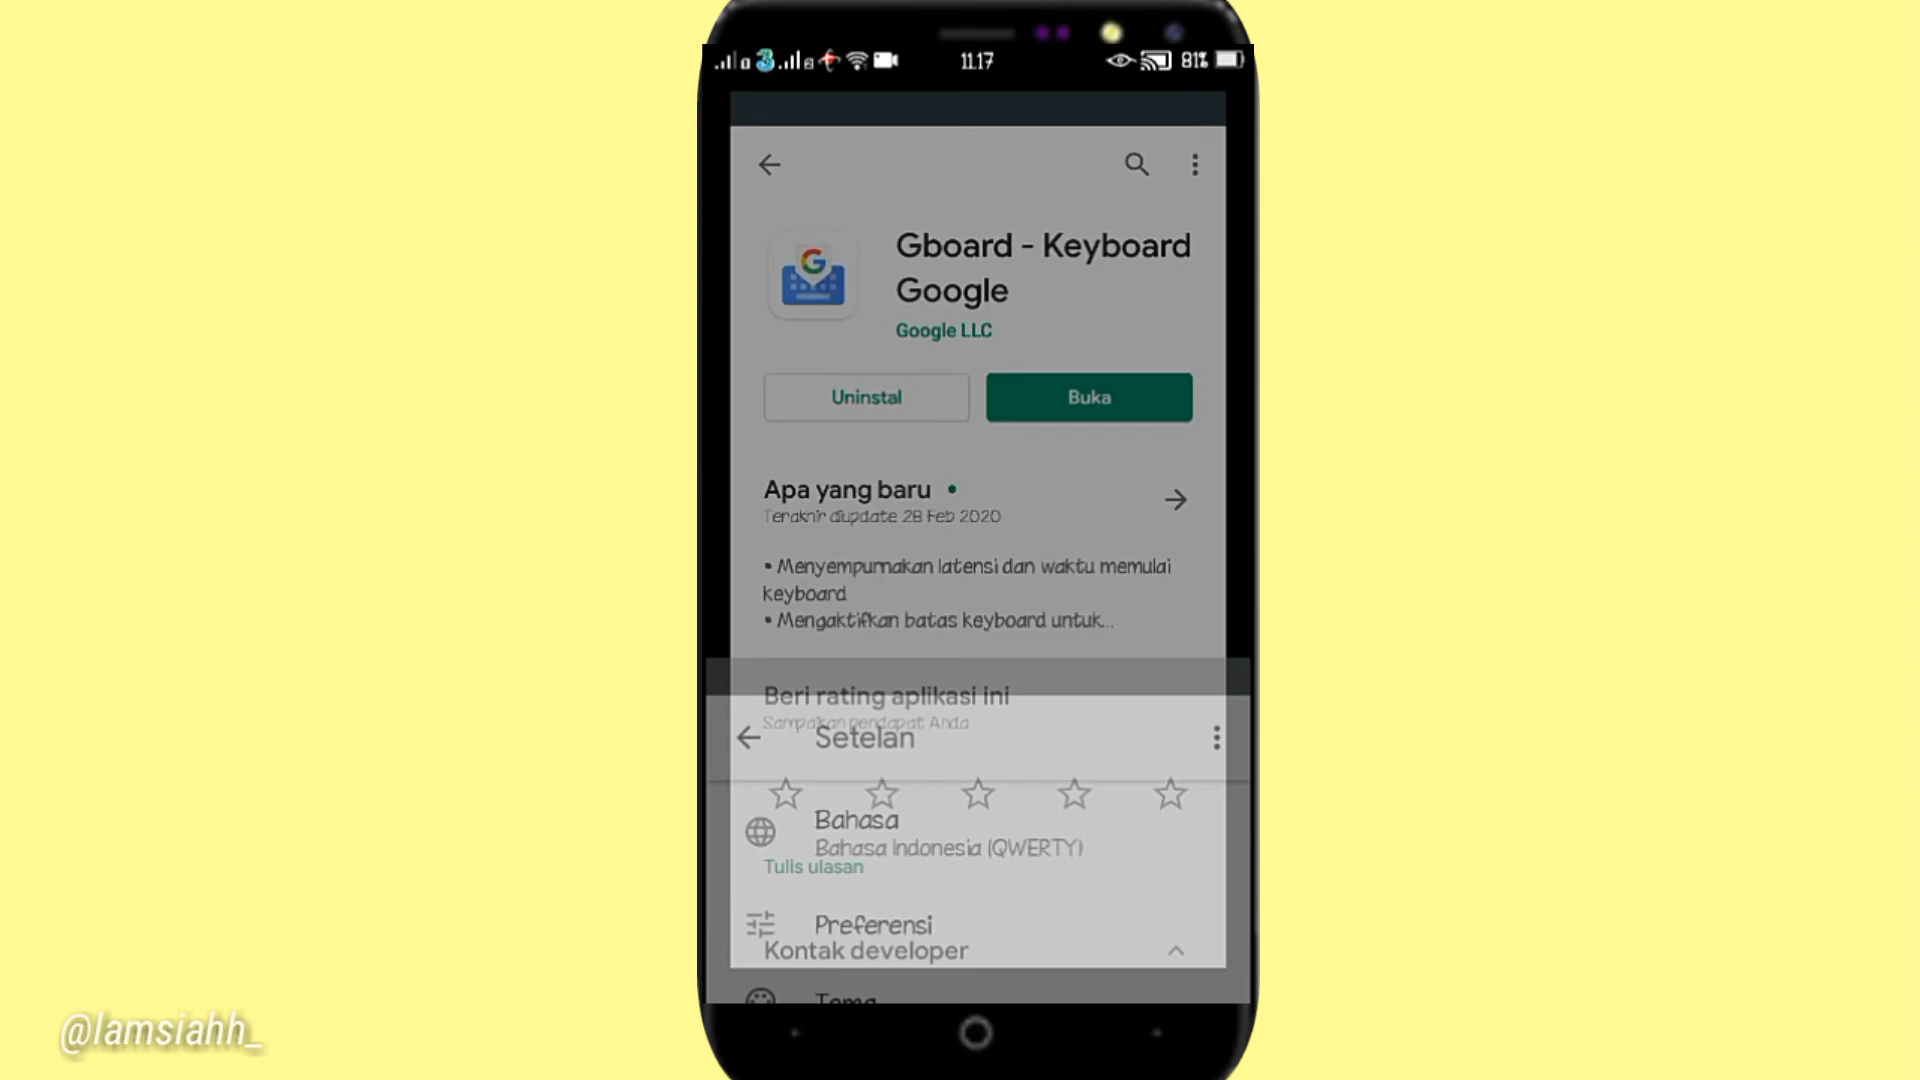 11.17
81%
Gboard - Keyboard
Google
Google LLC
Uninstal
Buka
Apa yang baru •
Terakhir diupdate 28 Feb 2020
• Menyempurnakan latensi dan waktu memulai
keyboard
• Mengaktifkan batas keyboard untuk...
Beri rating aplikasi ini
Sampaikan pendapat Anda
Setelan
Bahasa
Bahasa Indonesia (QWERTY)
Tulis ulasan
Preferensi
Kontak developer
Tema
@lamsiahh_